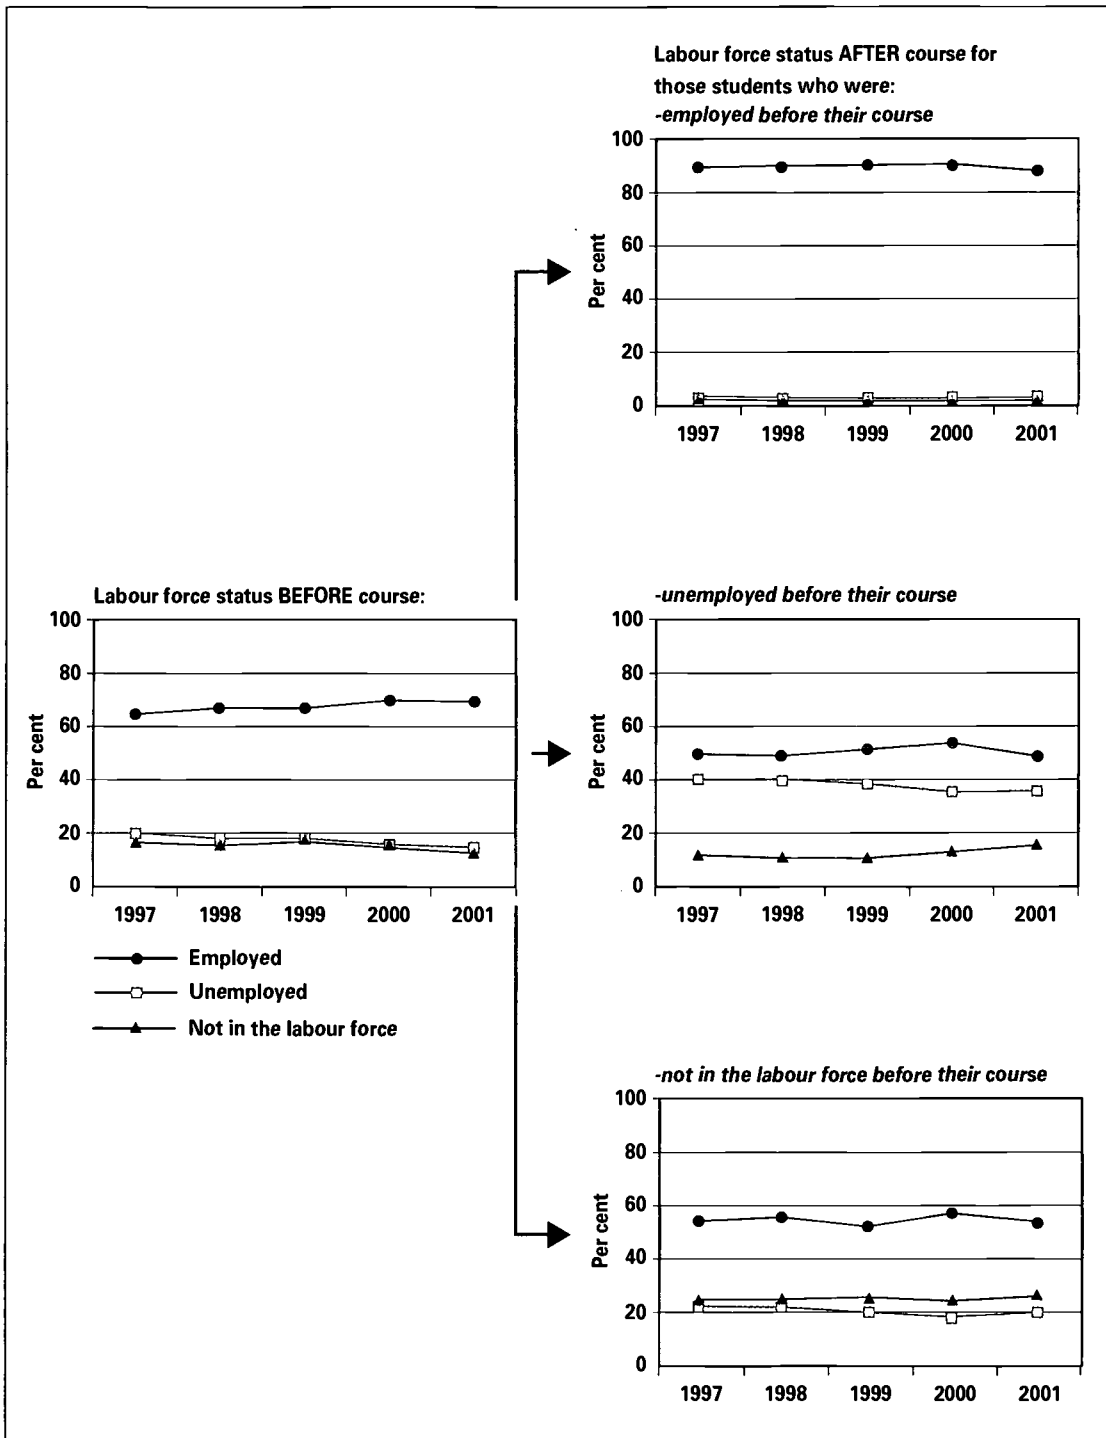 Labour force status AFTER course for
those students who were:
-employed before their course
100
80
60
40
20
0
Per cent
1997 1998 1999 2000 2001
Labour force status BEFORE course:
100
80
60
40
20
0
Per cent
1997 1998 1999 2000 2001
Employed
Unemployed
Not in the labour force
-unemployed before their course
100
80
60
40
20
0
Per cent
1997 1998 1999 2000 2001
-not in the labour force before their course
100
80
60
40
20
0
Per cent
1997 1998 1999 2000 2001